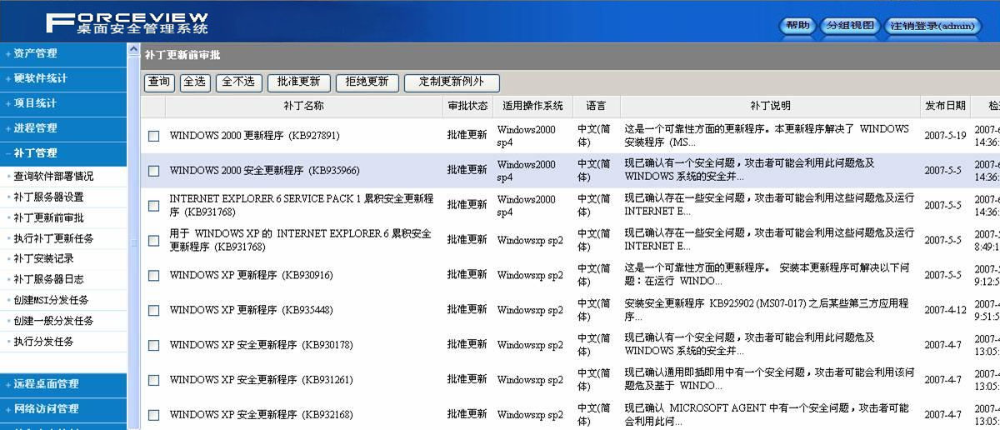 FORCEVIEW
桌面安全管理系统
帮助 分组视图 注销登录(admin)
+ 资产管理
+ 硬软件统计
+ 项目统计
+ 进程管理
- 补丁管理
查询软件部署情况
补丁服务器设置
补丁更新前审批
执行补丁更新任务
补丁安装记录
补丁服务器日志
创建MSI分发任务
创建一般分发任务
执行分发任务
+ 远程桌面管理
+ 网络访问管理
补丁更新前审批
查询 全选 全不选 批准更新 拒绝更新 定制更新例外
补丁名称 审批状态 适用操作系统 语言 补丁说明 发布日期 检
WINDOWS 2000 更新程序 (KB927891) 批准更新 Windows2000 sp4 中文(简体) 这是一个可靠性方面的更新程序。本更新程序解决了 WINDOWS 安装程序 (MS... 2007-5-19 2007-6 14:36:
WINDOWS 2000 安全更新程序 (KB935966) 批准更新 Windows2000 sp4 中文(简体) 现已确认有一个安全问题，攻击者可能会利用此问题危及 WINDOWS 系统的安全并... 2007-5-5 2007-6 14:36:
INTERNET EXPLORER 6 SERVICE PACK 1 累积安全更新程序 (KB931768) 批准更新 Windows2000 sp4 中文(简体) 现已确认存在一些安全问题，攻击者可能会利用这些问题危及运行 INTERNET E... 2007-5-5 2007-6 14:36:
用于 WINDOWS XP 的 INTERNET EXPLORER 6 累积安全更新程序 (KB931768) 批准更新 Windowsxp sp2 中文(简体) 现已确认存在一些安全问题，攻击者可能会利用这些问题危及运行 INTERNET E... 2007-5-5 8:49:1
WINDOWS XP 更新程序 (KB930916) 批准更新 Windowsxp sp2 中文(简体) 这是一个可靠性方面的更新程序。 安装本更新程序可解决以下问题：在运行 WINDO... 2007-5-5 9:12:5
WINDOWS XP 更新程序 (KB935448) 批准更新 Windowsxp sp2 中文(简体) 安装安全更新程序 KB925902 (MS07-017) 之后某些第三方应用程序... 2007-4-12 2007-4 9:51:5
WINDOWS XP 安全更新程序 (KB930178) 批准更新 Windowsxp sp2 中文(简体) 现已确认有一个安全问题，攻击者可能会利用此问题危及 WINDOWS 系统的安全并... 2007-4-7 2007-4 13:05:
WINDOWS XP 安全更新程序 (KB931261) 批准更新 Windowsxp sp2 中文(简体) 现已确认通用即插即用中有一个安全问题，攻击者可能会利用该问题危及基于 WINDO... 2007-4-7 2007-4 13:05:
WINDOWS XP 安全更新程序 (KB932168) 批准更新 Windowsxp sp2 中文(简体) 现已确认 MICROSOFT AGENT 中有一个安全问题，攻击者可能会利用此问... 2007-4-7 2007-4 13:05: